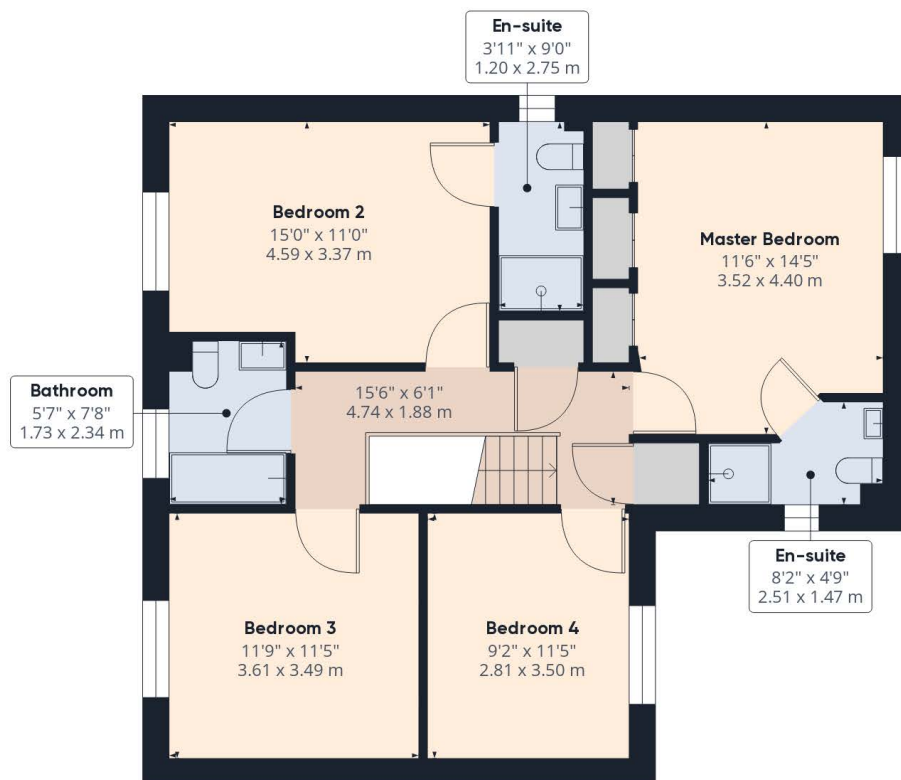 En-suite
3'11" x 9'0"
1.20 x 2.75 m
Bedroom 2
15'0" x 11'0"
4.59 x 3.37 m
Master Bedroom
11'6" x 14'5"
3.52 x 4.40 m
Bathroom
5'7" x 7'8"
1.73 x 2.34 m
15'6" x 6'1"
4.74 x 1.88 m
En-suite
8'2" x 4'9"
2.51 x 1.47 m
Bedroom 3
11'9" x 11'5"
3.61 x 3.49 m
Bedroom 4
9'2" x 11'5"
2.81 x 3.50 m